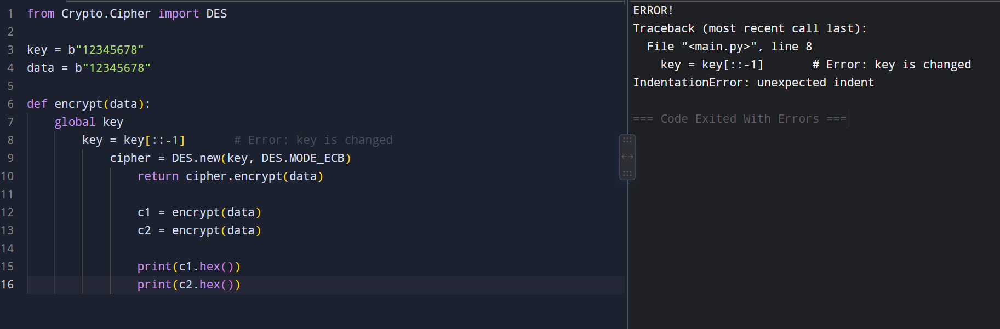 1 from Crypto.Cipher import DES
2
3 key = b"12345678"
4 data = b"12345678"
5
6 def encrypt(data):
7     global key
8         key = key[::-1]       # Error: key is changed
9             cipher = DES.new(key, DES.MODE_ECB)
10                 return cipher.encrypt(data)
11
12                 c1 = encrypt(data)
13                 c2 = encrypt(data)
14
15                 print(c1.hex())
16                 print(c2.hex())
ERROR!
Traceback (most recent call last):
  File "<main.py>", line 8
    key = key[::-1]       # Error: key is changed
IndentationError: unexpected indent

=== Code Exited With Errors ===